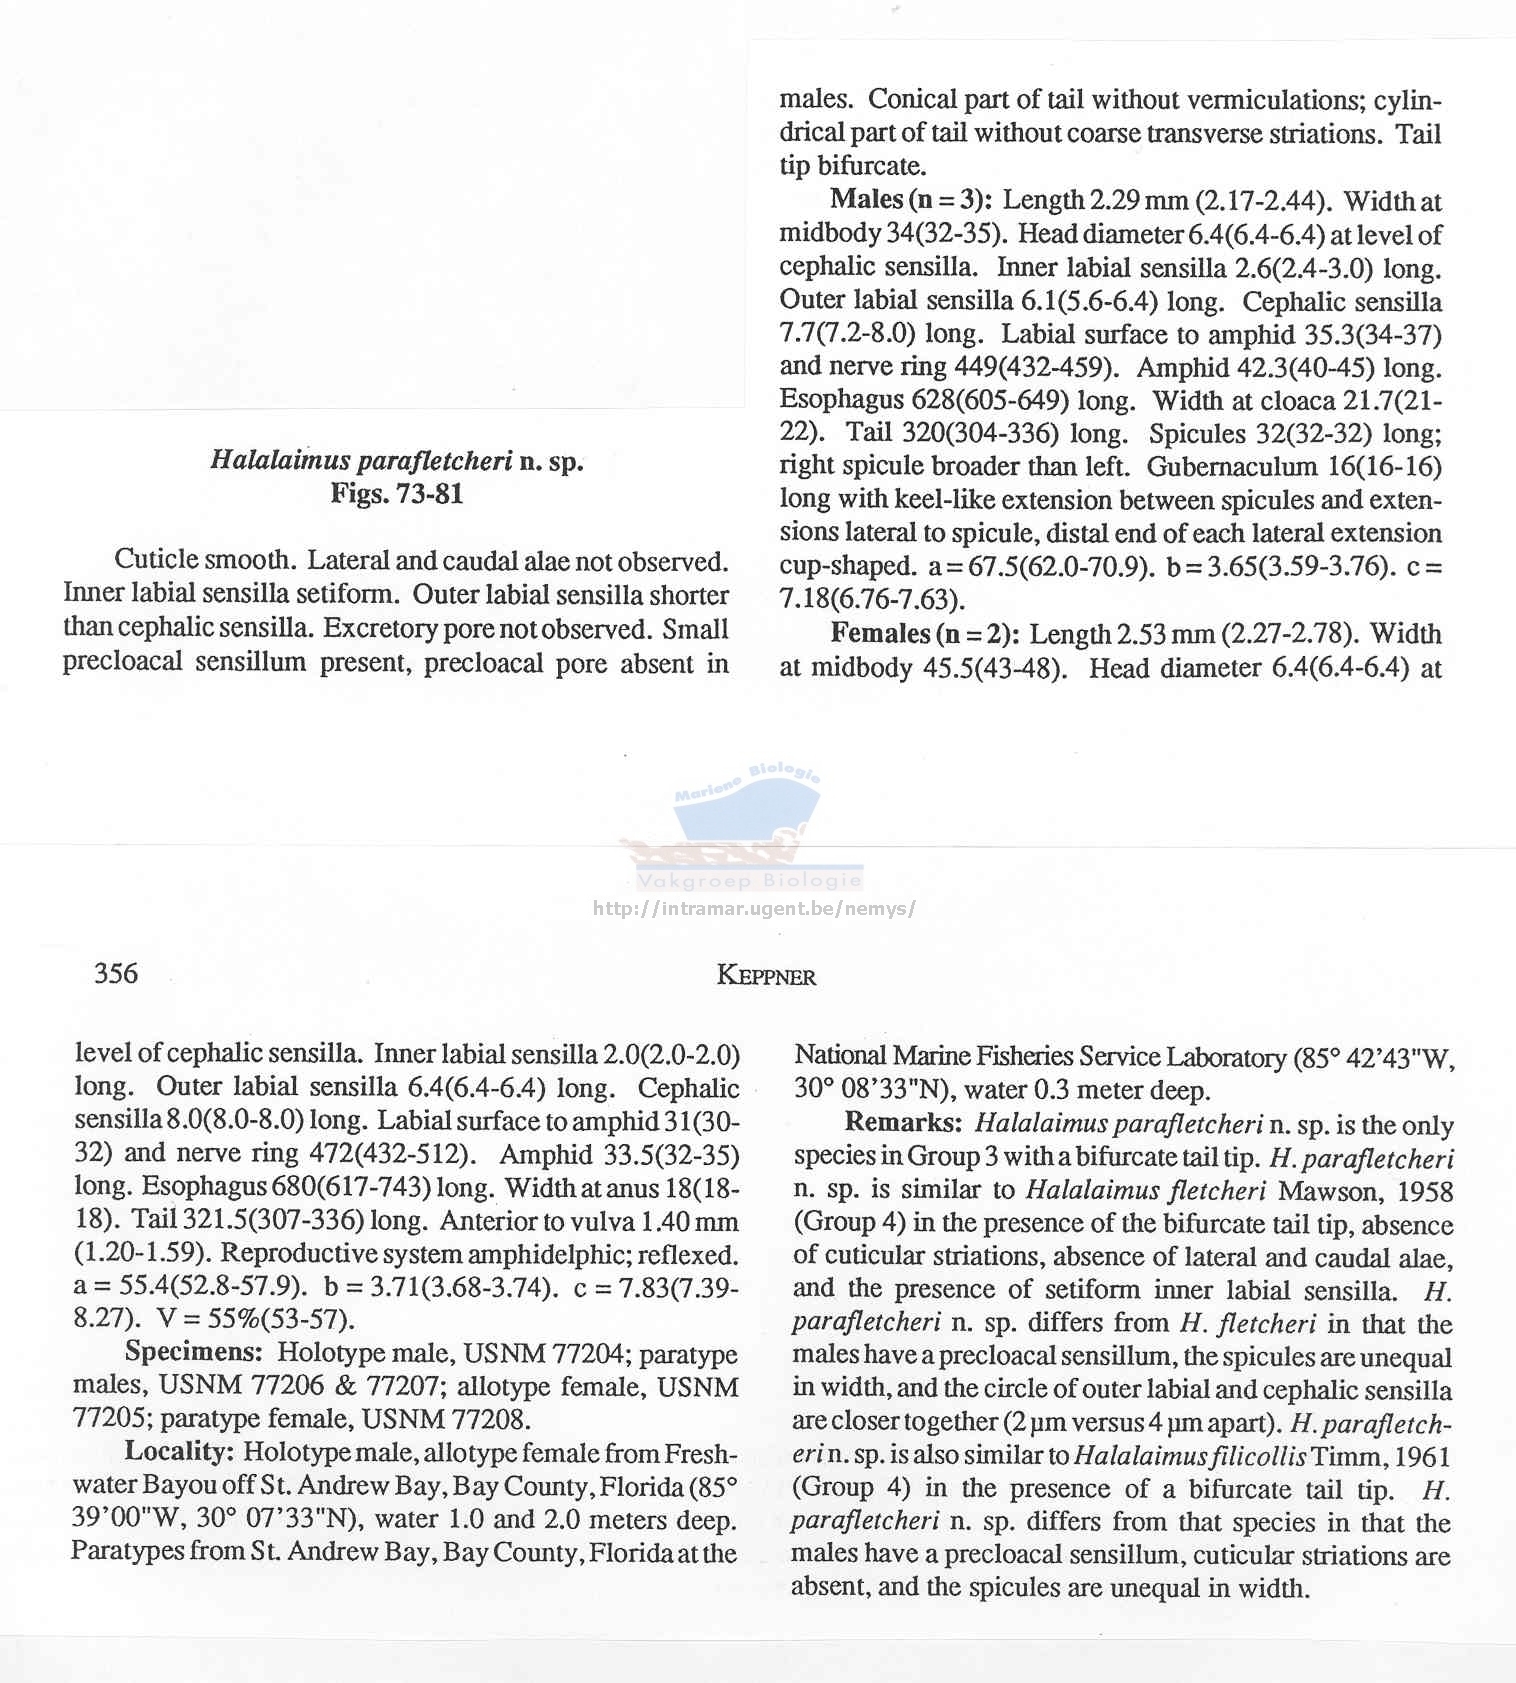 Halalaimus parafletcheri n. sp.
Figs. 73-81
Cuticle smooth. Lateral and caudal alae not observed.
Inner labial sensilla setiform. Outer labial sensilla shorter
than cephalic sensilla. Excretory pore not observed. Small
precloacal sensillum present, precloacal pore absent in
males. Conical part of tail without vermiculations; cylin-
drical part of tail without coarse transverse striations. Tail
tip bifurcate.
Males (n = 3): Length 2.29 mm (2.17-2.44). Width at
midbody 34(32-35). Head diameter 6.4(6.4-6.4) at level of
cephalic sensilla. Inner labial sensilla 2.6(2.4-3.0) long.
Outer labial sensilla 6.1(5.6-6.4) long. Cephalic sensilla
7.7(7.2-8.0) long. Labial surface to amphid 35.3(34-37)
and nerve ring 449(432-459). Amphid 42.3(40-45) long.
Esophagus 628(605-649) long. Width at cloaca 21.7(21-
22). Tail 320(304-336) long. Spicules 32(32-32) long;
right spicule broader than left. Gubernaculum 16(16-16)
long with keel-like extension between spicules and exten-
sions lateral to spicule, distal end of each lateral extension
cup-shaped. a = 67.5(62.0-70.9). b = 3.65(3.59-3.76). c =
7.18(6.76-7.63).
Females (n = 2): Length 2.53 mm (2.27-2.78). Width
at midbody 45.5(43-48). Head diameter 6.4(6.4-6.4) at
Mariene Biologie
Vakgroep Biologie
http://intramar.ugent.be/nemys/
356
KEPPNER
level of cephalic sensilla. Inner labial sensilla 2.0(2.0-2.0)
long. Outer labial sensilla 6.4(6.4-6.4) long. Cephalic
sensilla 8.0(8.0-8.0) long. Labial surface to amphid 31(30-
32) and nerve ring 472(432-512). Amphid 33.5(32-35)
long. Esophagus 680(617-743) long. Width at anus 18(18-
18). Tail 321.5(307-336) long. Anterior to vulva 1.40 mm
(1.20-1.59). Reproductive system amphidelphic; reflexed.
a = 55.4(52.8-57.9). b = 3.71(3.68-3.74). c = 7.83(7.39-
8.27). V = 55%(53-57).
Specimens: Holotype male, USNM 77204; paratype
males, USNM 77206 & 77207; allotype female, USNM
77205; paratype female, USNM 77208.
Locality: Holotype male, allotype female from Fresh-
water Bayou off St. Andrew Bay, Bay County, Florida (85°
39'00"W, 30° 07'33"N), water 1.0 and 2.0 meters deep.
Paratypes from St. Andrew Bay, Bay County, Florida at the
National Marine Fisheries Service Laboratory (85° 42'43"W,
30° 08'33"N), water 0.3 meter deep.
Remarks: Halalaimus parafletcheri n. sp. is the only
species in Group 3 with a bifurcate tail tip. H. parafletcheri
n. sp. is similar to Halalaimus fletcheri Mawson, 1958
(Group 4) in the presence of the bifurcate tail tip, absence
of cuticular striations, absence of lateral and caudal alae,
and the presence of setiform inner labial sensilla. H.
parafletcheri n. sp. differs from H. fletcheri in that the
males have a precloacal sensillum, the spicules are unequal
in width, and the circle of outer labial and cephalic sensilla
are closer together (2 µm versus 4 µm apart). H. parafletch-
eri n. sp. is also similar to Halalaimus filicollis Timm, 1961
(Group 4) in the presence of a bifurcate tail tip. H.
parafletcheri n. sp. differs from that species in that the
males have a precloacal sensillum, cuticular striations are
absent, and the spicules are unequal in width.